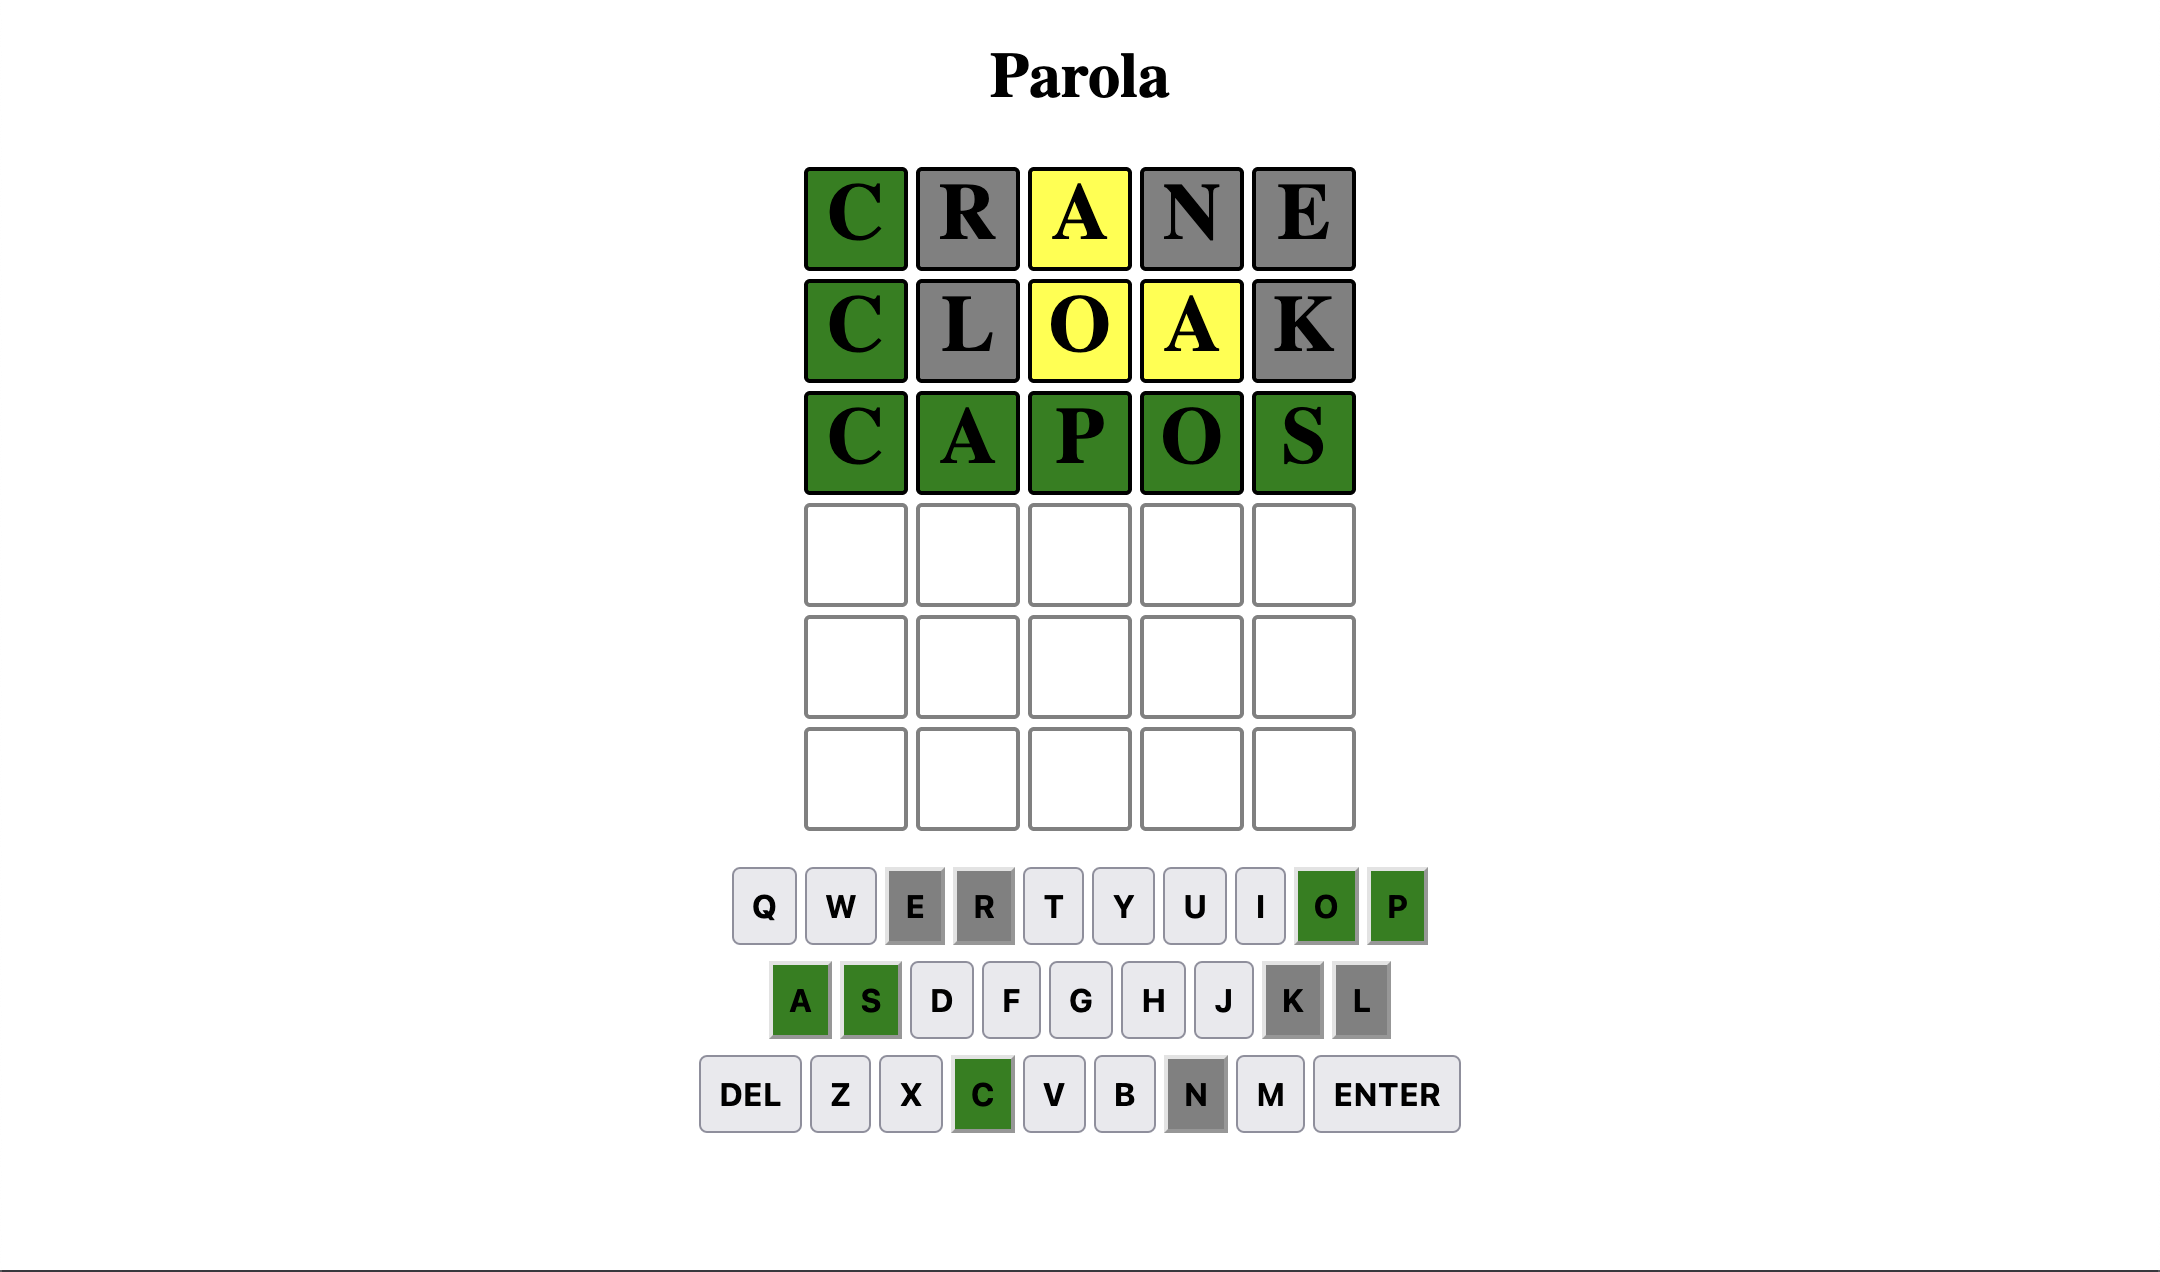 Parola
C R A N E
C L O A K
C A P O S
Q W E R T Y U I O P
A S D F G H J K L
DEL Z X C V B N M ENTER